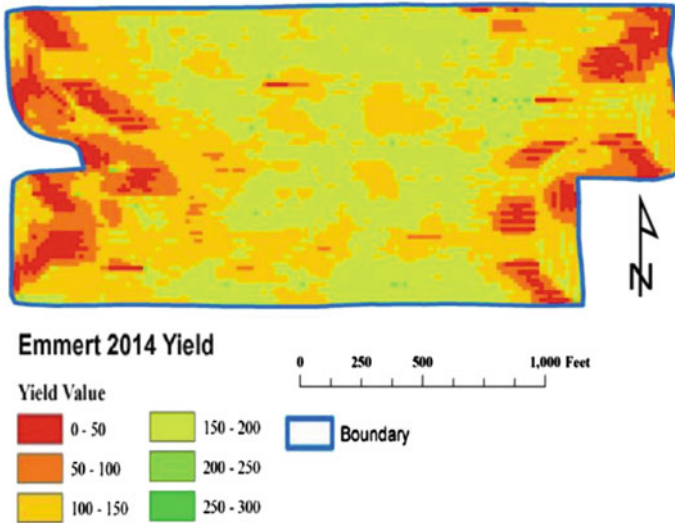 N
Emmert 2014 Yield
0 250 500 1,000 Feet
Yield Value
0 - 50
50 - 100
100 - 150
150 - 200
200 - 250
250 - 300
Boundary